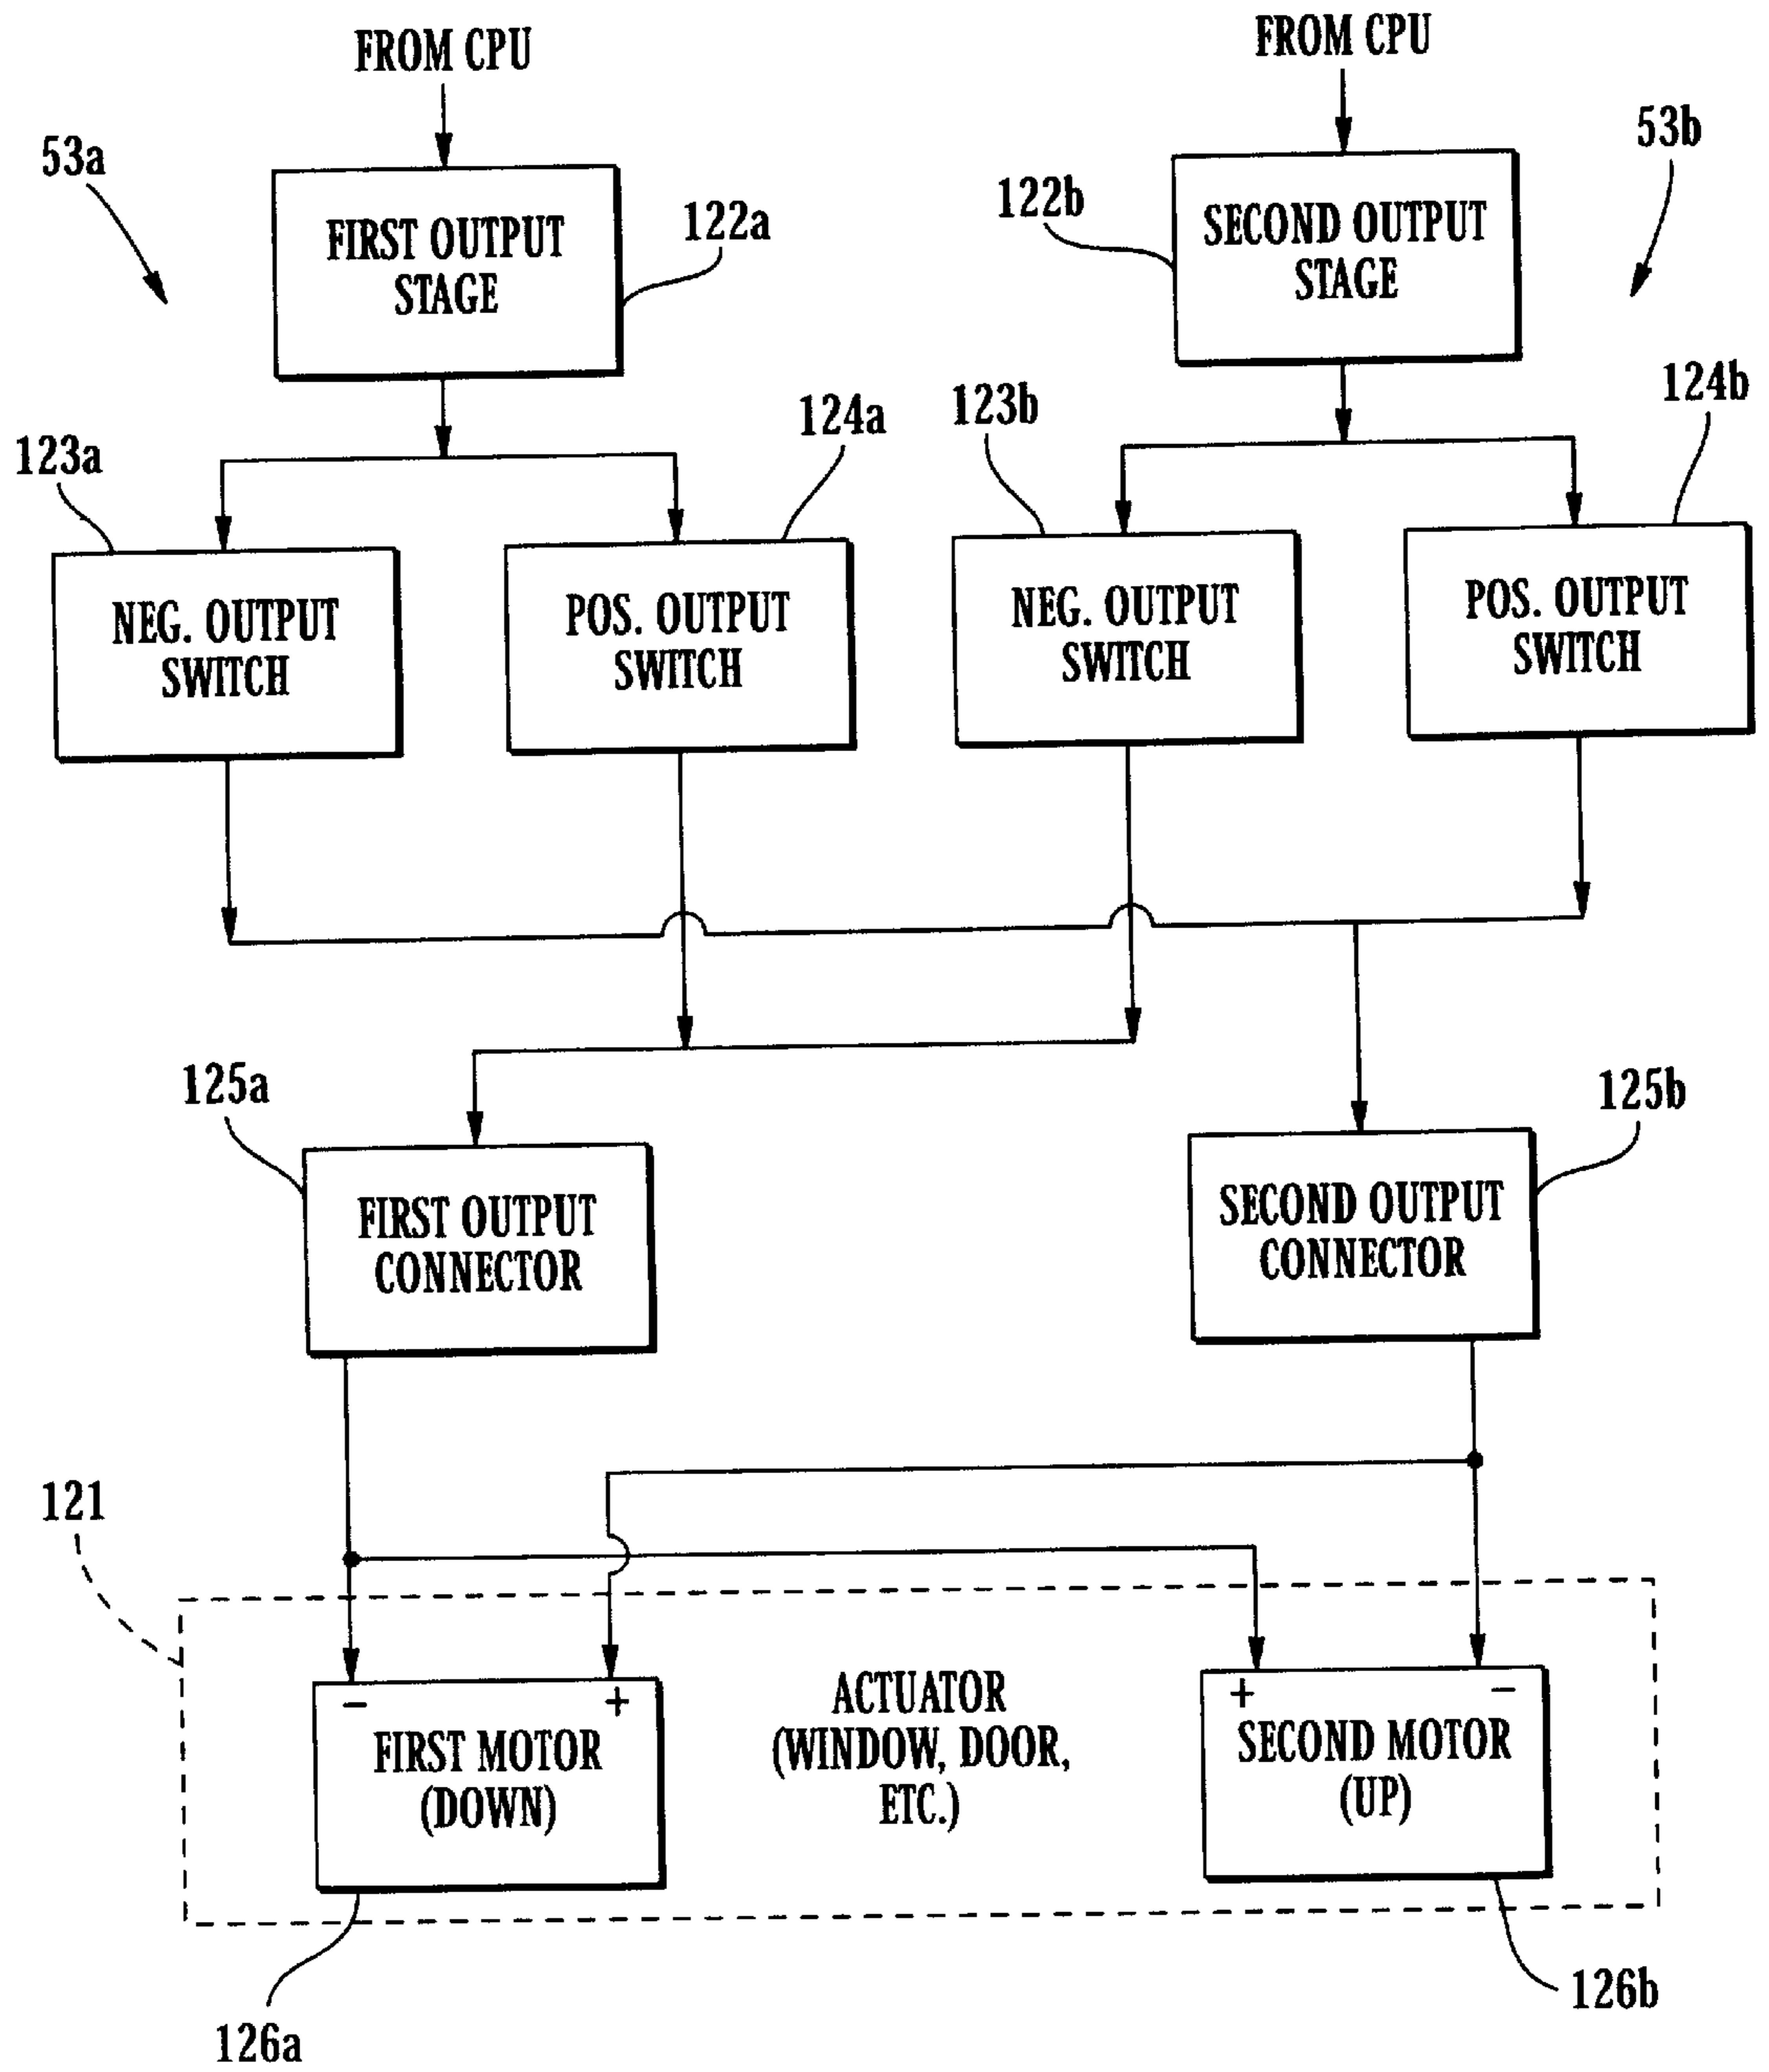 FROM CPU
FROM CPU
53a
53b
FIRST OUTPUT
STAGE
122a
122b
SECOND OUTPUT
STAGE
123a
124a
123b
124b
NEG. OUTPUT
SWITCH
POS. OUTPUT
SWITCH
NEG. OUTPUT
SWITCH
POS. OUTPUT
SWITCH
125a
125b
FIRST OUTPUT
CONNECTOR
SECOND OUTPUT
CONNECTOR
121
− +
FIRST MOTOR
(DOWN)
ACTUATOR
(WINDOW, DOOR,
ETC.)
+ −
SECOND MOTOR
(UP)
126a
126b